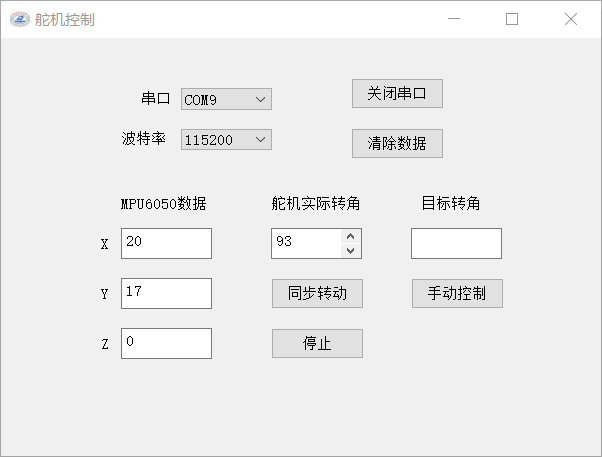 舵机控制
串口 COM9 关闭串口
波特率 115200 清除数据
MPU6050数据 舵机实际转角 目标转角
X 20 93
Y 17 同步转动 手动控制
Z 0 停止